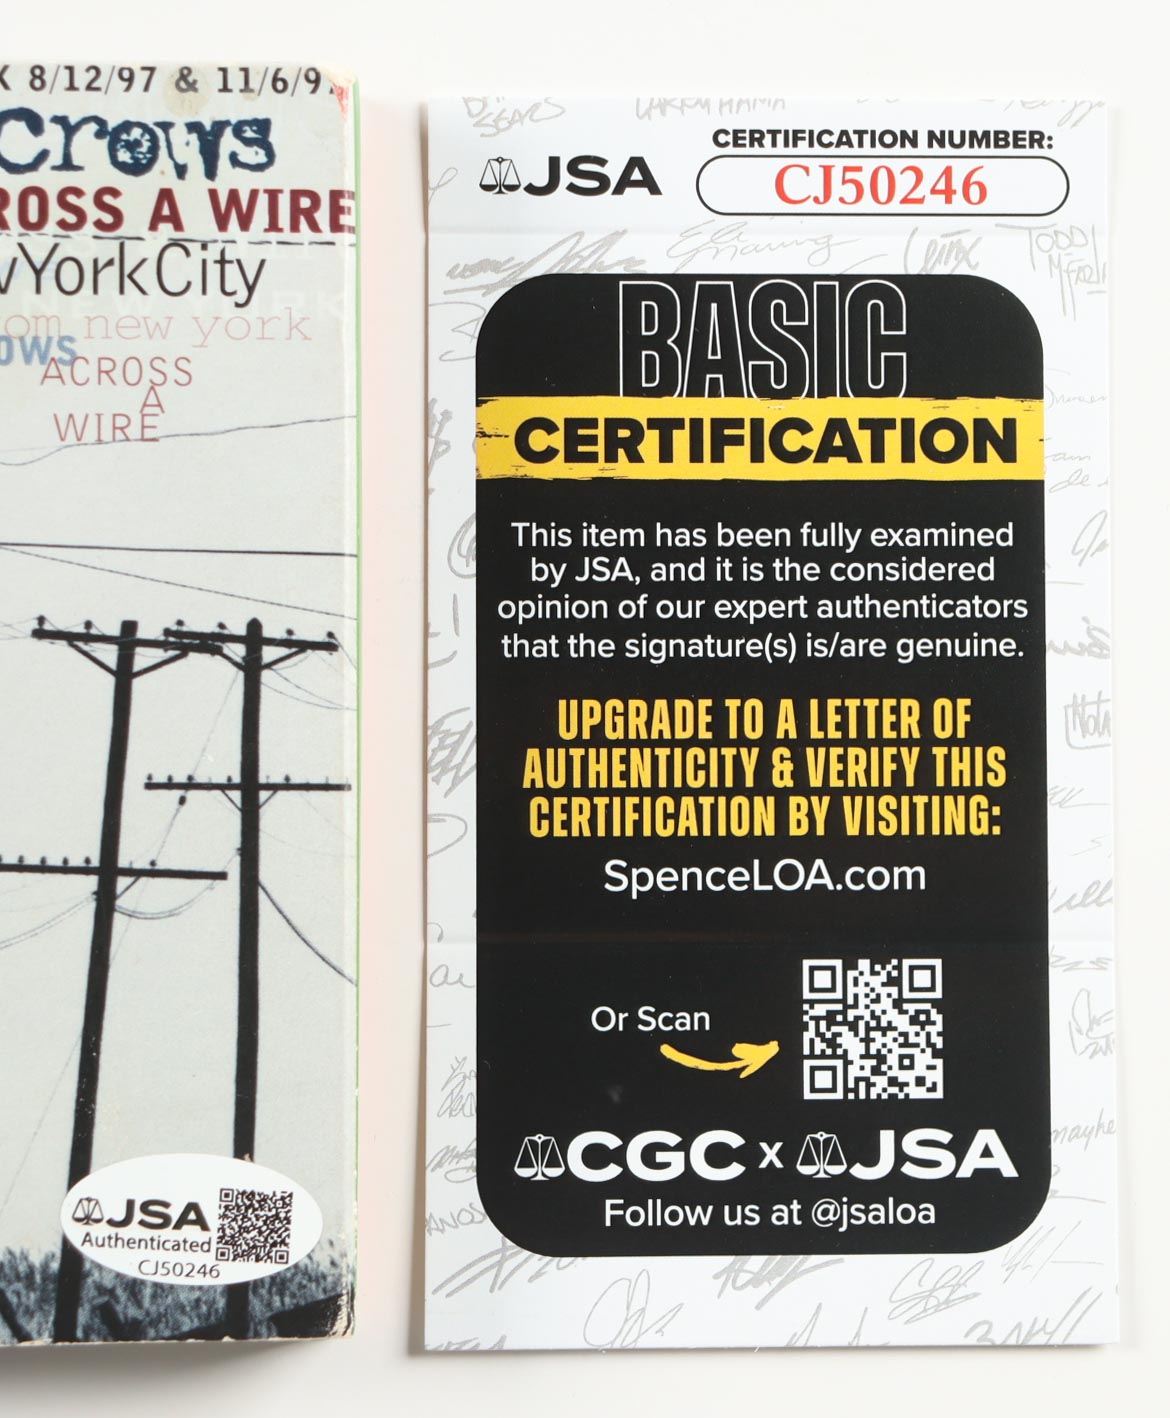 K 8/12/97 & 11/6/97
crows
ROSS A WIRE
wYorkCity
NEW YORK
om new york
ows
ACROSS
A
WIRE
JSA
Authenticated
CJ50246
JSA
CERTIFICATION NUMBER:
CJ50246
BASIC
CERTIFICATION
This item has been fully examined
by JSA, and it is the considered
opinion of our expert authenticators
that the signature(s) is/are genuine.
UPGRADE TO A LETTER OF
AUTHENTICITY & VERIFY THIS
CERTIFICATION BY VISITING:
SpenceLOA.com
Or Scan
CGC x JSA
Follow us at @jsaloa